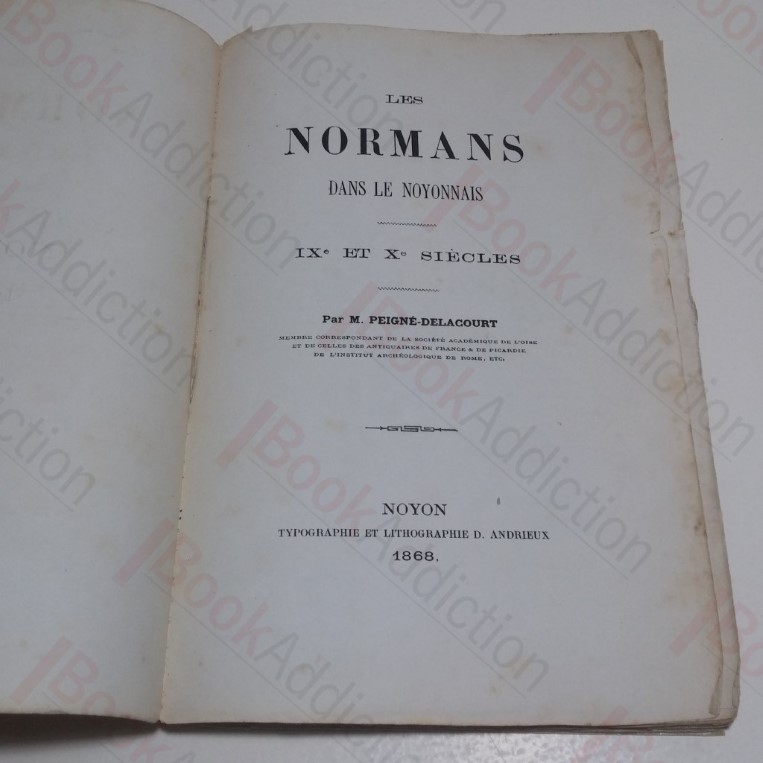 LES
NORMANS
DANS LE NOYONNAIS
IXe ET Xe SIÈCLES
Par M. PEIGNÉ-DELACOURT
MEMBRE CORRESPONDANT DE LA SOCIÉTÉ ACADÉMIQUE DE L'OISE
ET DE CELLES DES ANTIQUAIRES DE FRANCE & DE PICARDIE
DE L'INSTITUT ARCHÉOLOGIQUE DE ROME, ETC.
NOYON
TYPOGRAPHIE ET LITHOGRAPHIE D. ANDRIEUX
1868.
BookAddiction